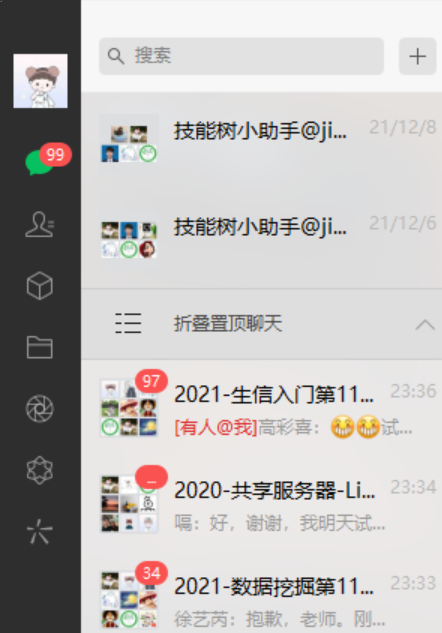 搜索
99
技能树小助手@ji... 21/12/8
技能树小助手@ji... 21/12/6
折叠置顶聊天
97
2021-生信入门第11... 23:36
[有人@我]高彩喜：😁😁试...
...
2020-共享服务器-Li... 23:34
嗝：好，谢谢，我明天试...
34
2021-数据挖掘第11... 23:33
徐艺芮：抱歉，老师。刚...